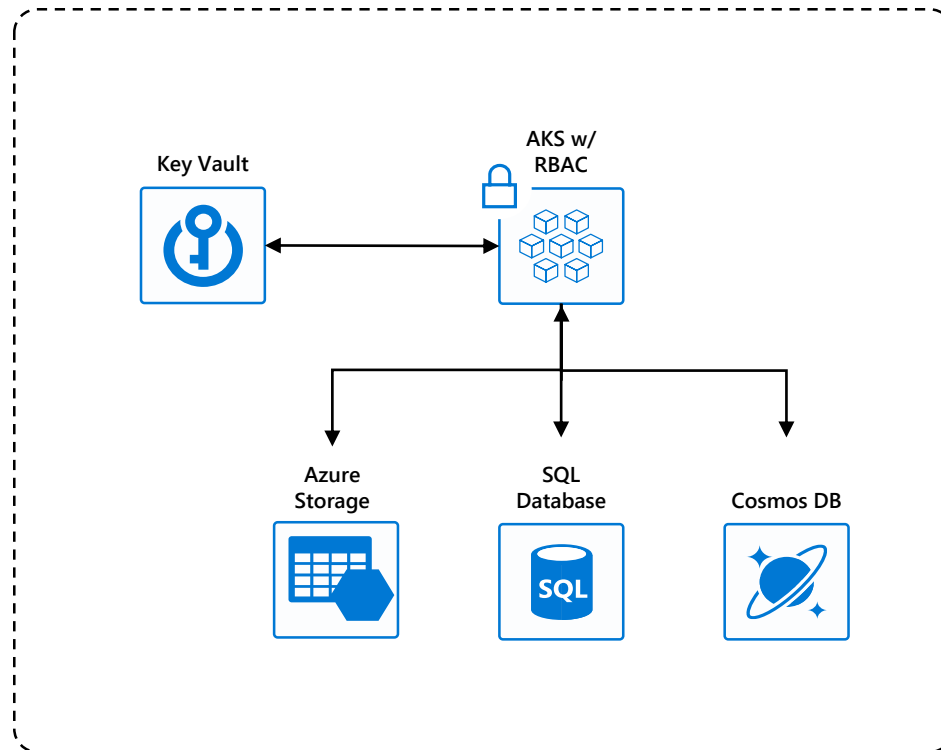 Key Vault
AKS w/
RBAC
Azure
Storage
SQL
Database
Cosmos DB
SQL